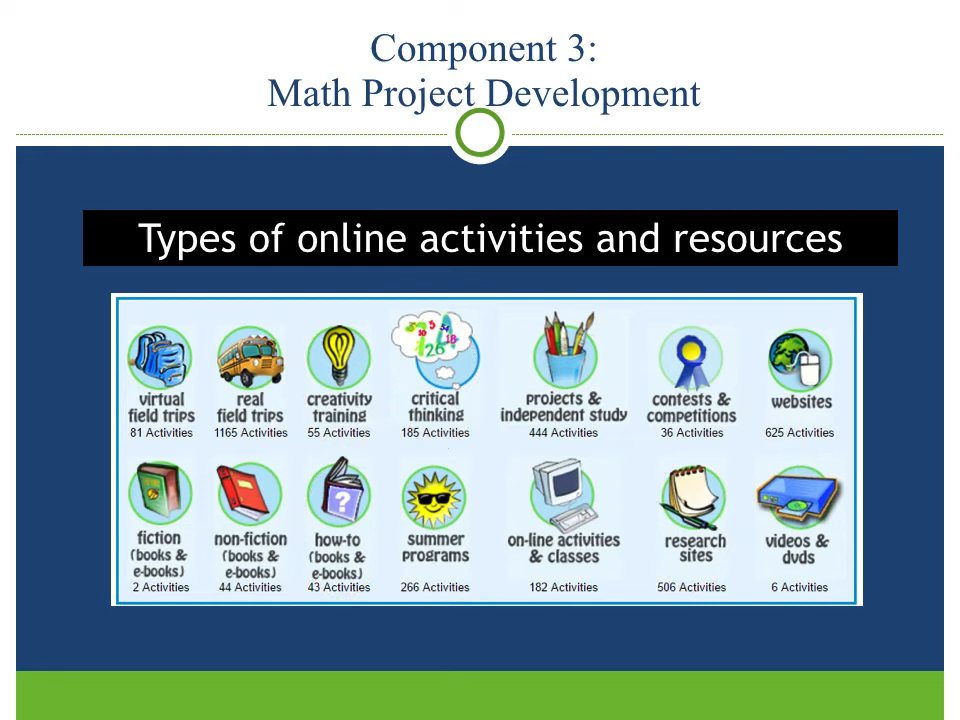 Component 3:
Math Project Development
Types of online activities and resources
virtual field trips
81 Activities
real field trips
1165 Activities
creativity training
55 Activities
critical thinking
185 Activities
projects & independent study
444 Activities
contests & competitions
36 Activities
websites
625 Activities
fiction (books & e-books)
2 Activities
non-fiction (books & e-books)
44 Activities
how-to (books & e-books)
43 Activities
summer programs
266 Activities
on-line activities & classes
182 Activities
research sites
506 Activities
videos & dvds
6 Activities